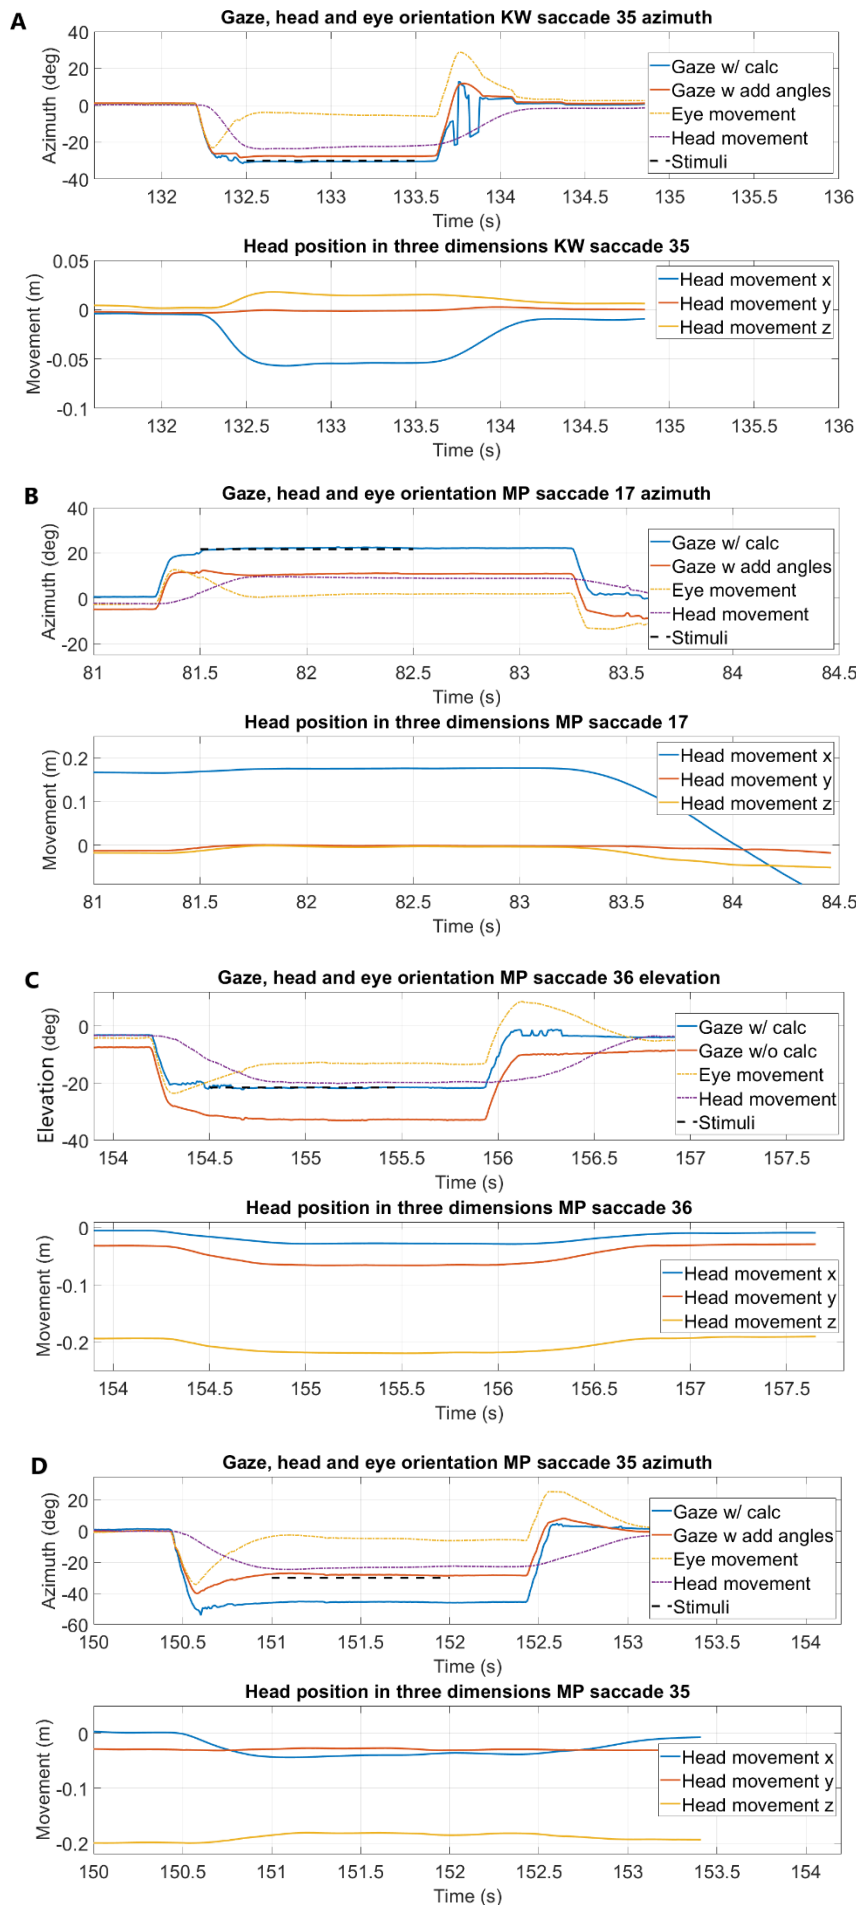 A
Gaze, head and eye orientation KW saccade 35 azimuth
Azimuth (deg)
40
20
0
-20
-40
Gaze w/ calc
Gaze w add angles
Eye movement
Head movement
Stimuli
132 132.5 133 133.5 134 134.5 135 135.5 136
Time (s)
Head position in three dimensions KW saccade 35
Movement (m)
0.05
0
-0.05
-0.1
Head movement x
Head movement y
Head movement z
132 132.5 133 133.5 134 134.5 135 135.5 136
Time (s)
B
Gaze, head and eye orientation MP saccade 17 azimuth
Azimuth (deg)
40
20
0
-20
Gaze w/ calc
Gaze w add angles
Eye movement
Head movement
Stimuli
81 81.5 82 82.5 83 83.5 84 84.5
Time (s)
Head position in three dimensions MP saccade 17
Movement (m)
0.2
0.1
0
Head movement x
Head movement y
Head movement z
81 81.5 82 82.5 83 83.5 84 84.5
Time (s)
C
Gaze, head and eye orientation MP saccade 36 elevation
Elevation (deg)
0
-20
-40
Gaze w/ calc
Gaze w/o calc
Eye movement
Head movement
Stimuli
154 154.5 155 155.5 156 156.5 157 157.5
Time (s)
Head position in three dimensions MP saccade 36
Movement (m)
0
-0.1
-0.2
Head movement x
Head movement y
Head movement z
154 154.5 155 155.5 156 156.5 157 157.5
Time (s)
D
Gaze, head and eye orientation MP saccade 35 azimuth
Azimuth (deg)
20
0
-20
-40
-60
Gaze w/ calc
Gaze w add angles
Eye movement
Head movement
Stimuli
150 150.5 151 151.5 152 152.5 153 153.5 154
Time (s)
Head position in three dimensions MP saccade 35
Movement (m)
0
-0.1
-0.2
Head movement x
Head movement y
Head movement z
150 150.5 151 151.5 152 152.5 153 153.5 154
Time (s)